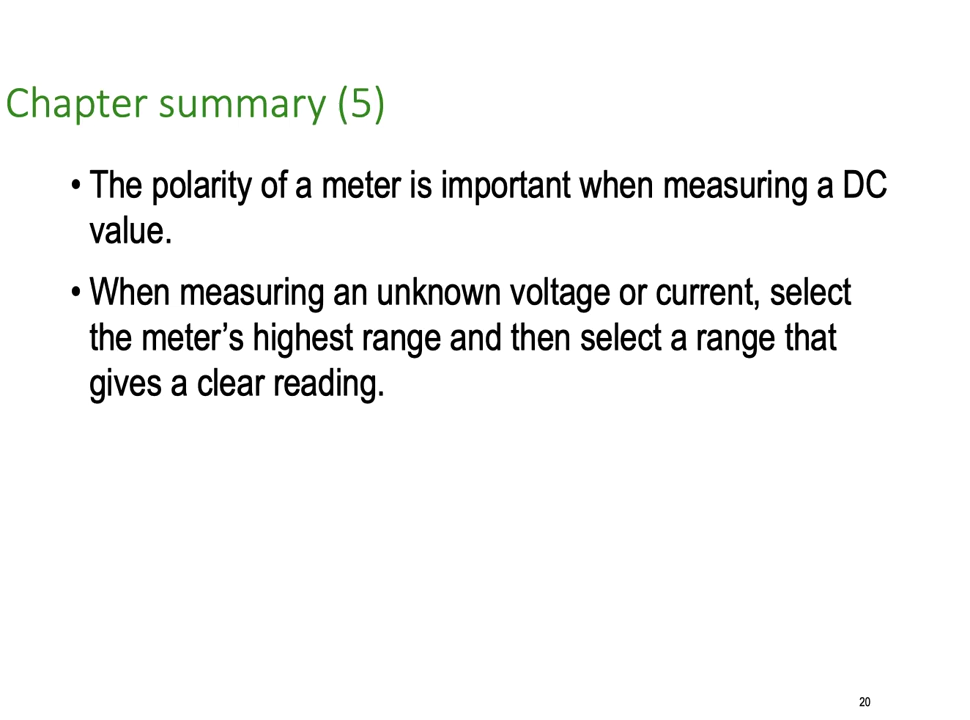 Chapter summary (5)
• The polarity of a meter is important when measuring a DC
value.
• When measuring an unknown voltage or current, select
the meter’s highest range and then select a range that
gives a clear reading.
20